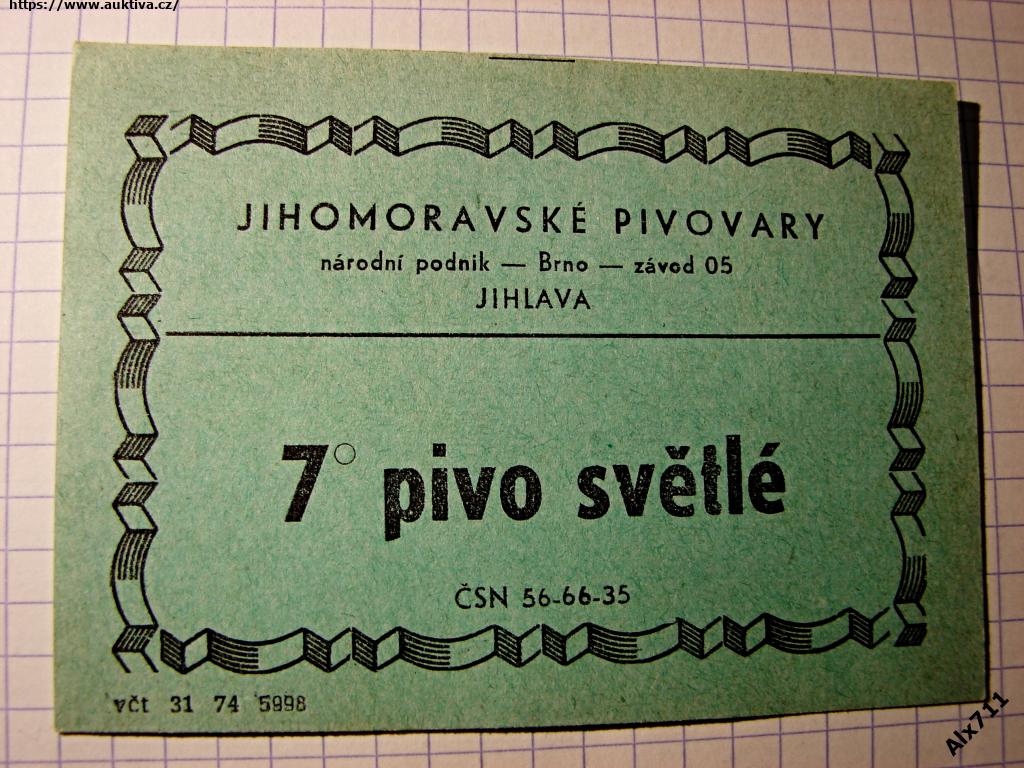 https://www.auktiva.cz/
JIHOMORAVSKÉ PIVOVARY
národní podnik — Brno — závod 05
JIHLAVA
7° pivo světlé
ČSN 56-66-35
včt 31 74 5998
Alx711